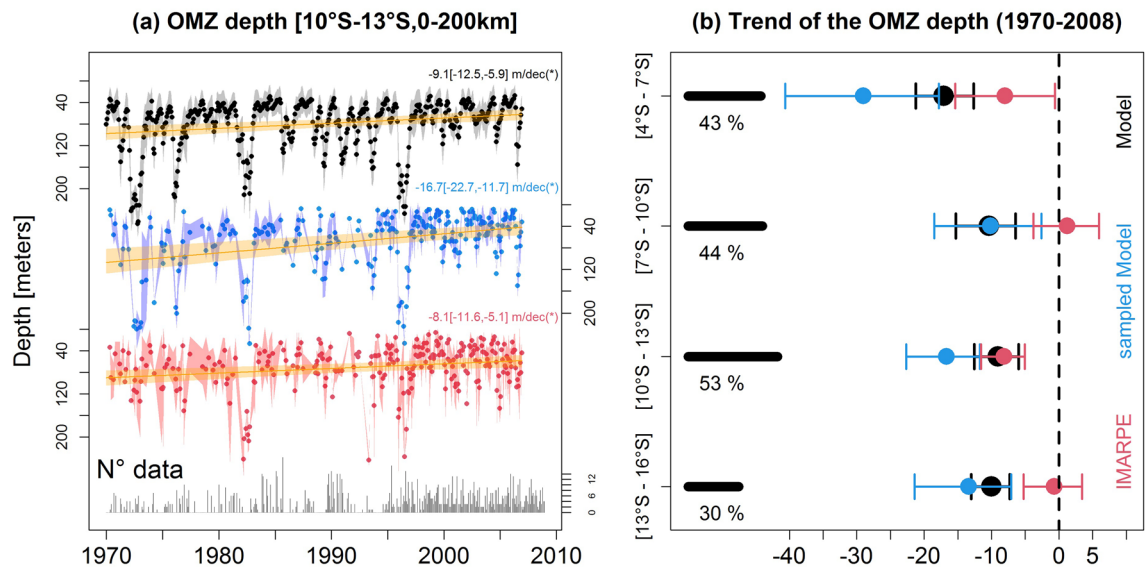 (a) OMZ depth [10°S-13°S,0-200km]
-9.1[-12.5,-5.9] m/dec(*)
40
120
200
-16.7[-22.7,-11.7] m/dec(*)
40
120
200
-8.1[-11.6,-5.1] m/dec(*)
40
120
200
Depth [meters]
N° data
12
6
0
1970
1980
1990
2000
2010
(b) Trend of the OMZ depth (1970-2008)
[4°S - 7°S]
43 %
[7°S - 10°S]
44 %
[10°S - 13°S]
53 %
[13°S - 16°S]
30 %
Model
sampled Model
IMARPE
-40
-30
-20
-10
0
5